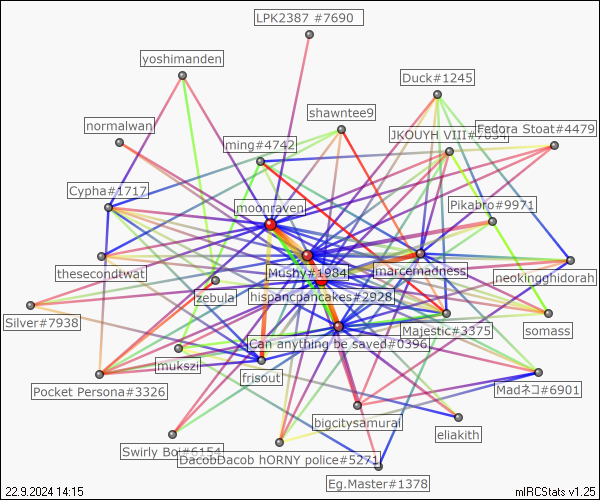 LPK2387 #7690
yoshimanden
Duck#1245
shawntee9
normalwan
JKOUYH VIII#7834
Fedora Stoat#4479
ming#4742
Cypha#1717
moonraven
Pikabro#9971
thesecondtwat
Mushy#1984
marcemadness
neokingghidorah
zebula
hispancpancakes#2928
Silver#7938
Majestic#3375
somass
Can anything be saved#0396
mukszi
frisout
Pocket Persona#3326
Madネコ#6901
bigcitysamurai
eliakith
Swirly Boi#6154
DacobDacob hORNY police#5271
Eg.Master#1378
22.9.2024 14:15
mIRCStats v1.25